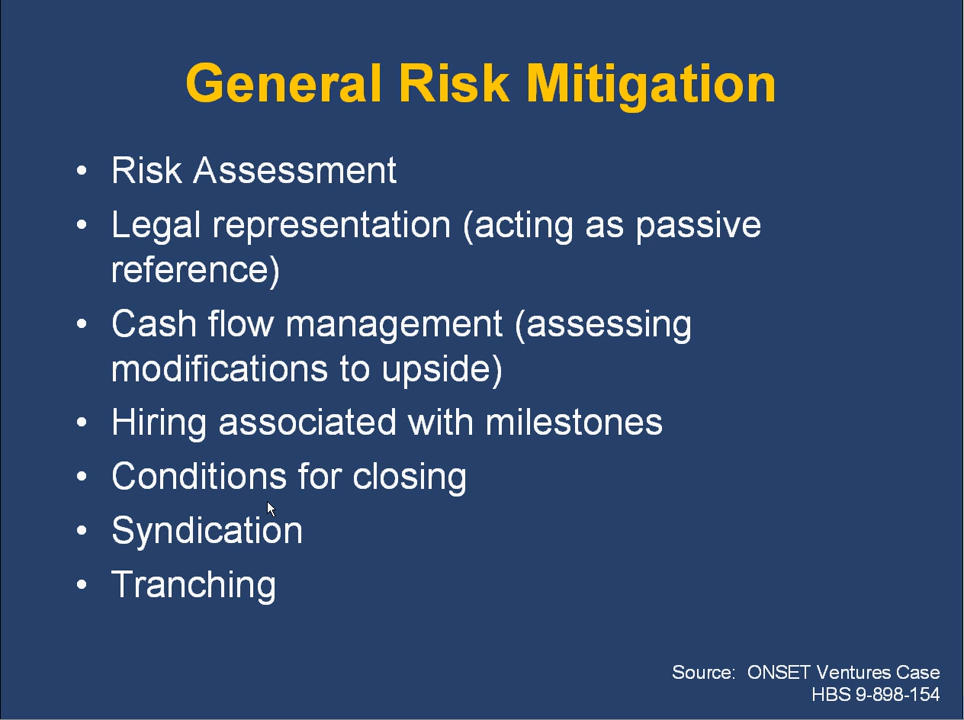 General Risk Mitigation
• Risk Assessment
• Legal representation (acting as passive
reference)
• Cash flow management (assessing
modifications to upside)
• Hiring associated with milestones
• Conditions for closing
• Syndication
• Tranching
Source:  ONSET Ventures Case
HBS 9-898-154